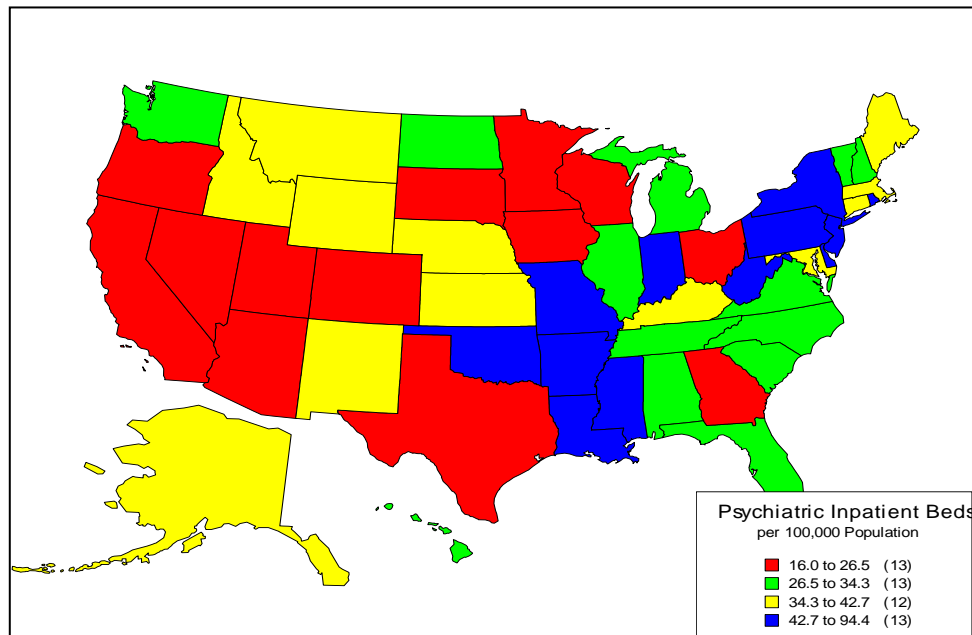 Psychiatric Inpatient Beds
per 100,000 Population
16.0 to 26.5 (13)
26.5 to 34.3 (13)
34.3 to 42.7 (12)
42.7 to 94.4 (13)